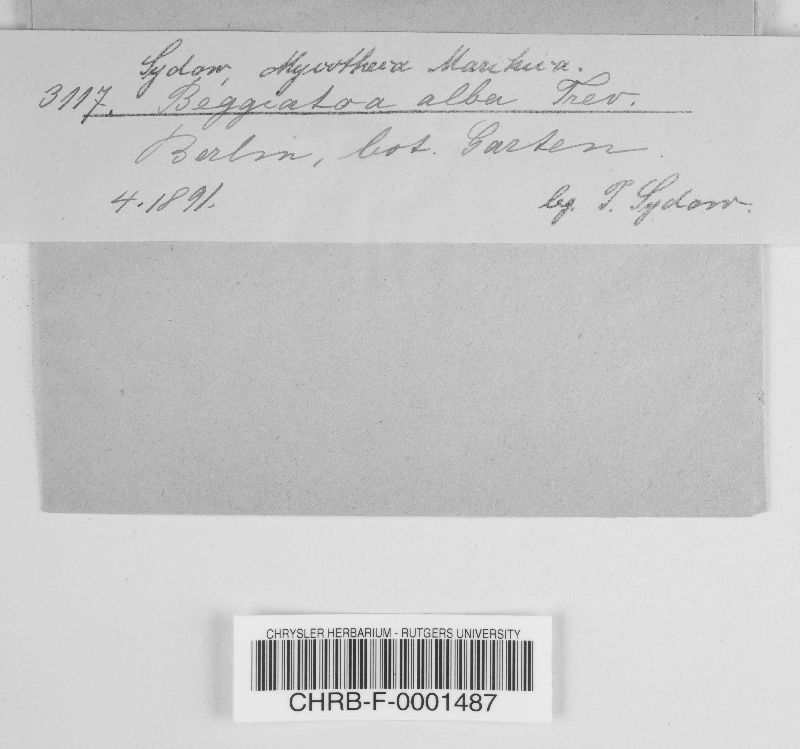 Sydow, Mycotheca Marchica.
3117. Beggiatoa alba Trev.
Berlin, bot. Garten.
4.1891.
leg. P. Sydow.
CHRYSLER HERBARIUM - RUTGERS UNIVERSITY
CHRB-F-0001487